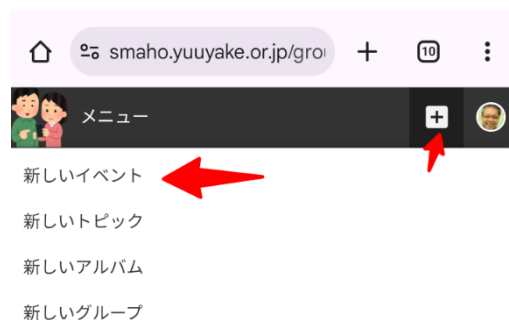 smaho.yuuyake.or.jp/grou
10
メニュー
新しいイベント
新しいトピック
新しいアルバム
新しいグループ